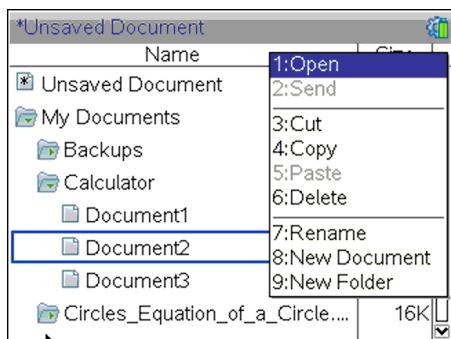 *Unsaved Document
Name
1:Open
Unsaved Document
2:Send
My Documents
3:Cut
Backups
4:Copy
5:Paste
Calculator
6:Delete
Document1
7:Rename
Document2
8:New Document
Document3
9:New Folder
Circles_Equation_of_a_Circle....
16K